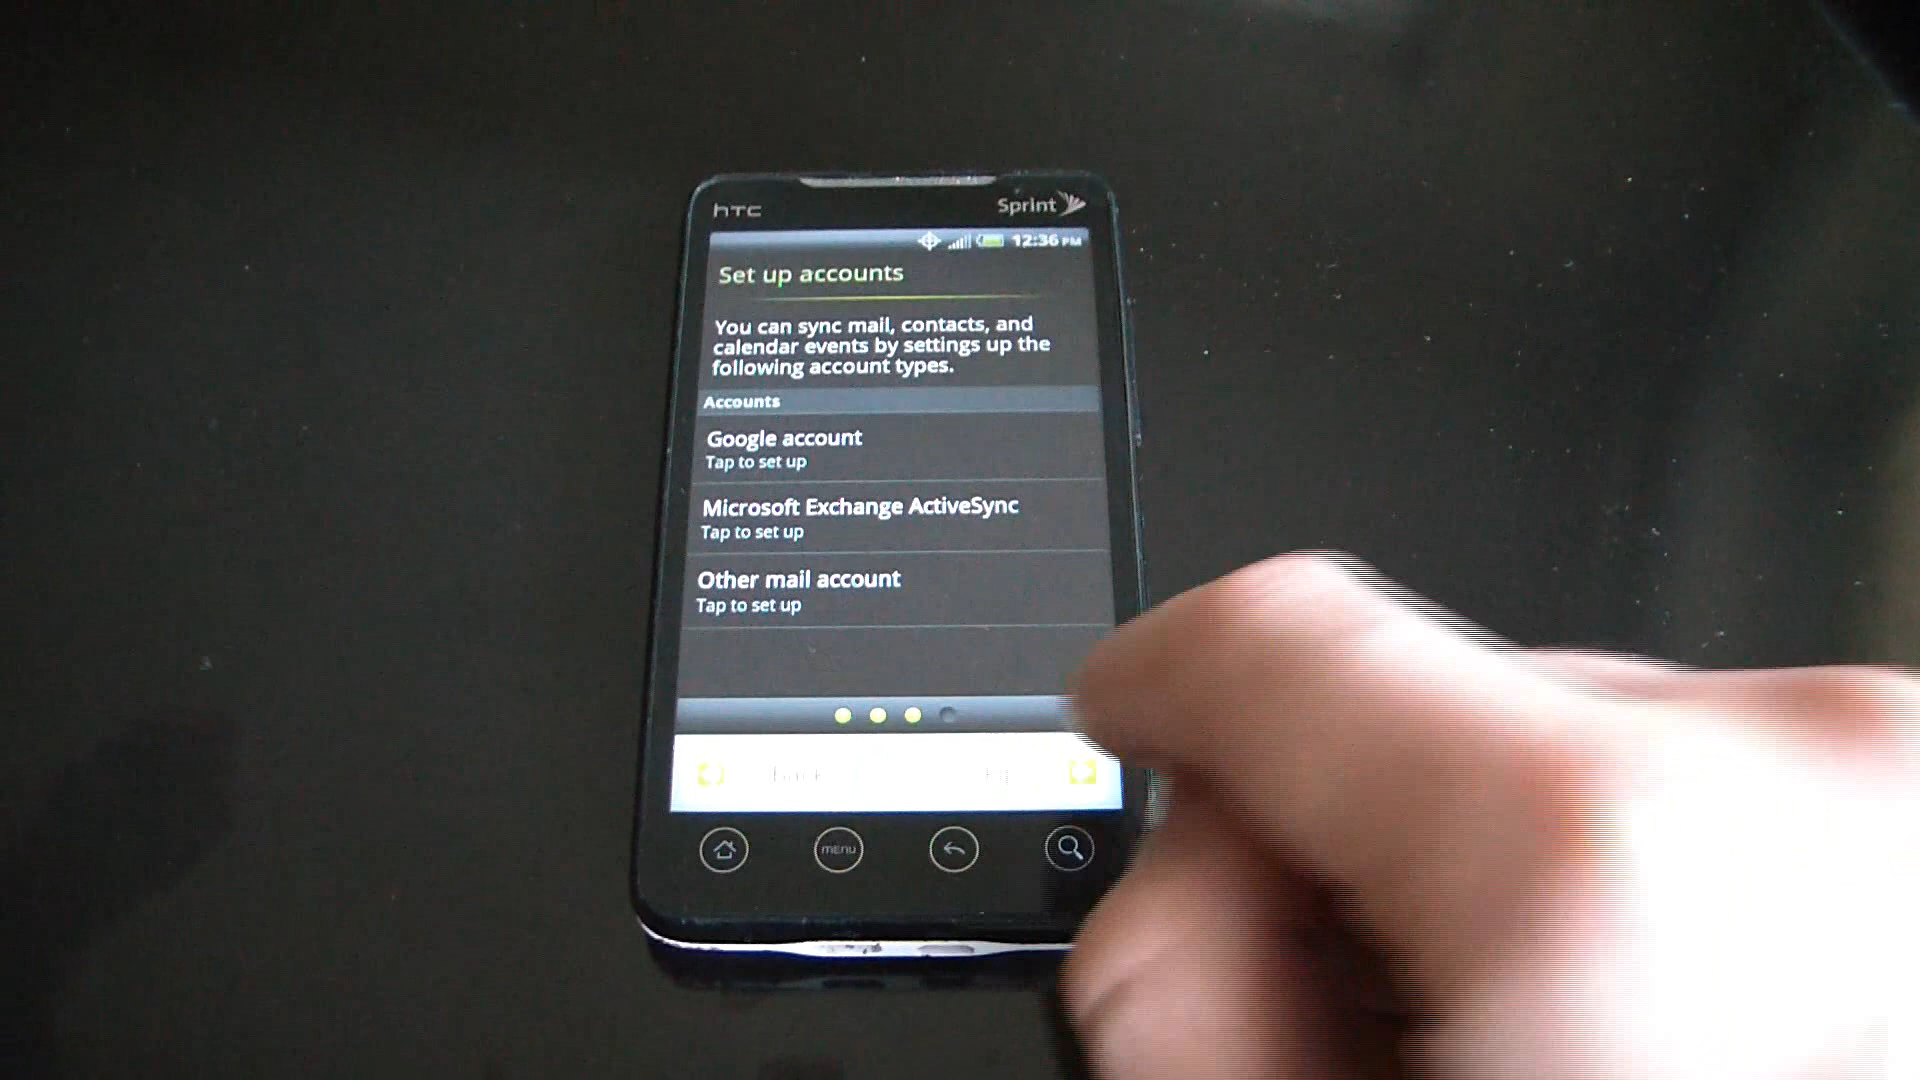 hTC
Sprint
12:36 PM
Set up accounts
You can sync mail, contacts, and
calendar events by settings up the
following account types.
Accounts
Google account
Tap to set up
Microsoft Exchange ActiveSync
Tap to set up
Other mail account
Tap to set up
menu